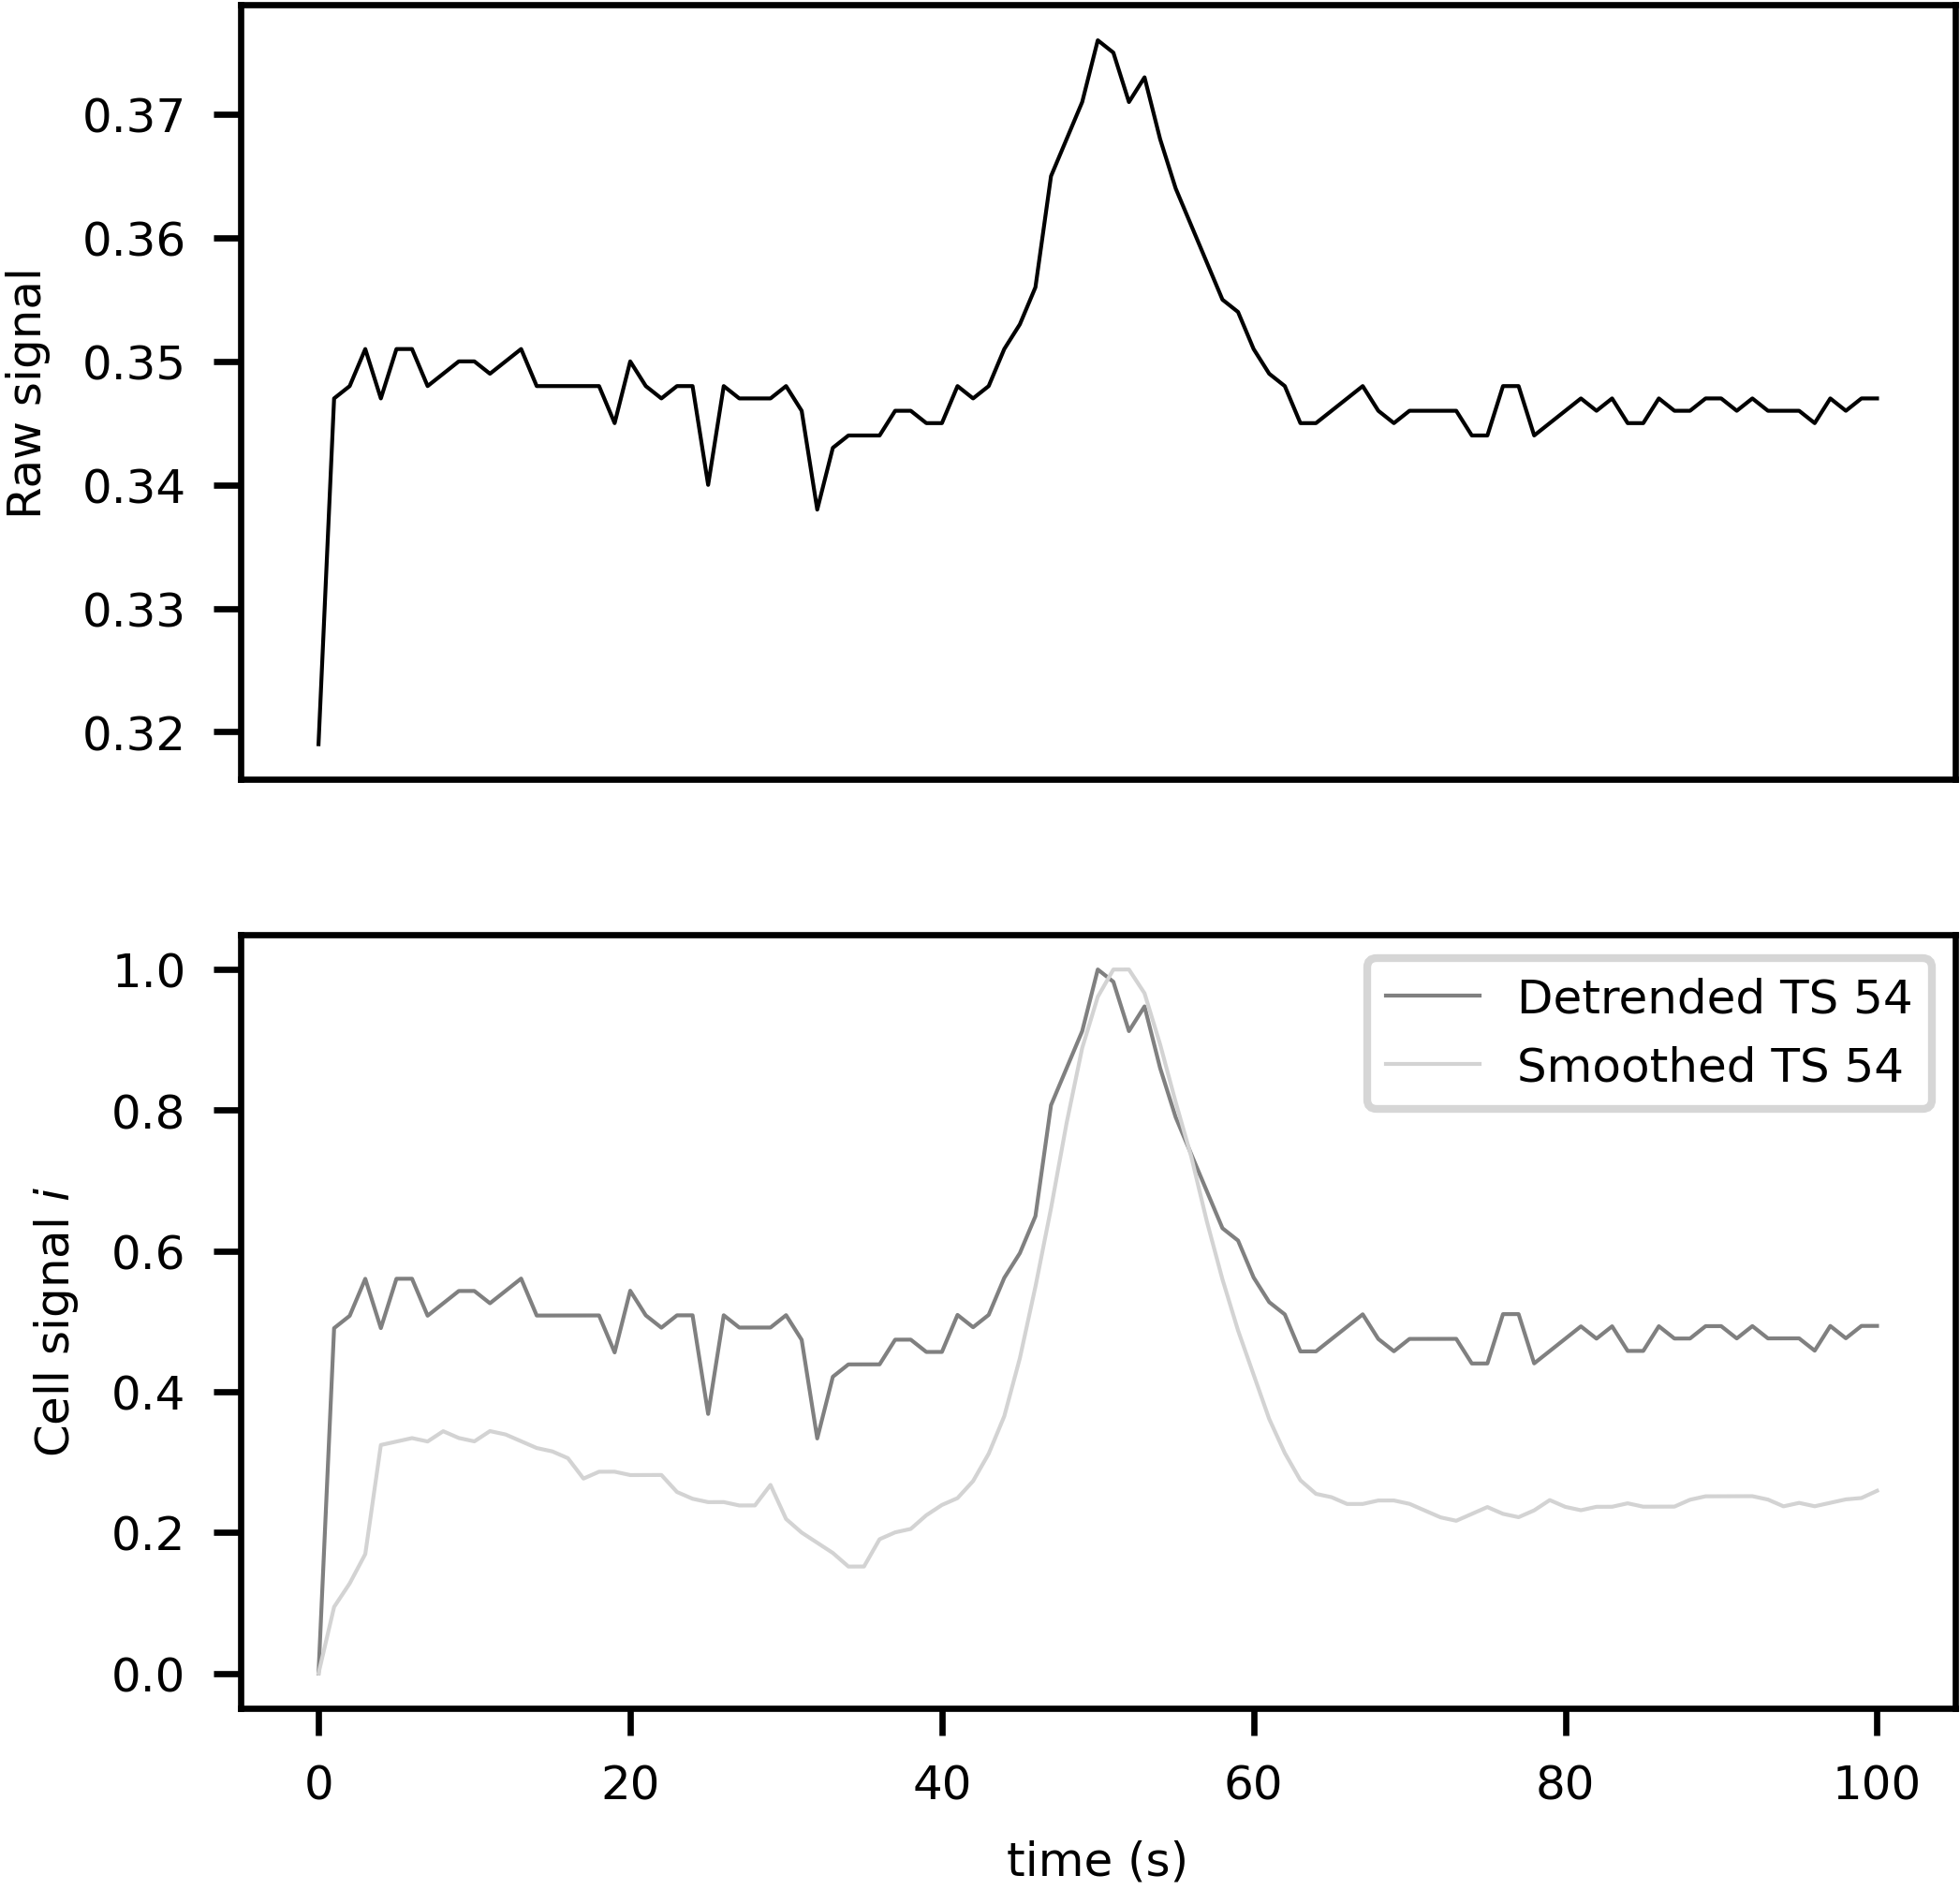 0.37
0.36
0.35
0.34
0.33
0.32
Raw signal
1.0
0.8
0.6
0.4
0.2
0.0
Cell signal i
Detrended TS 54
Smoothed TS 54
0 20 40 60 80 100
time (s)